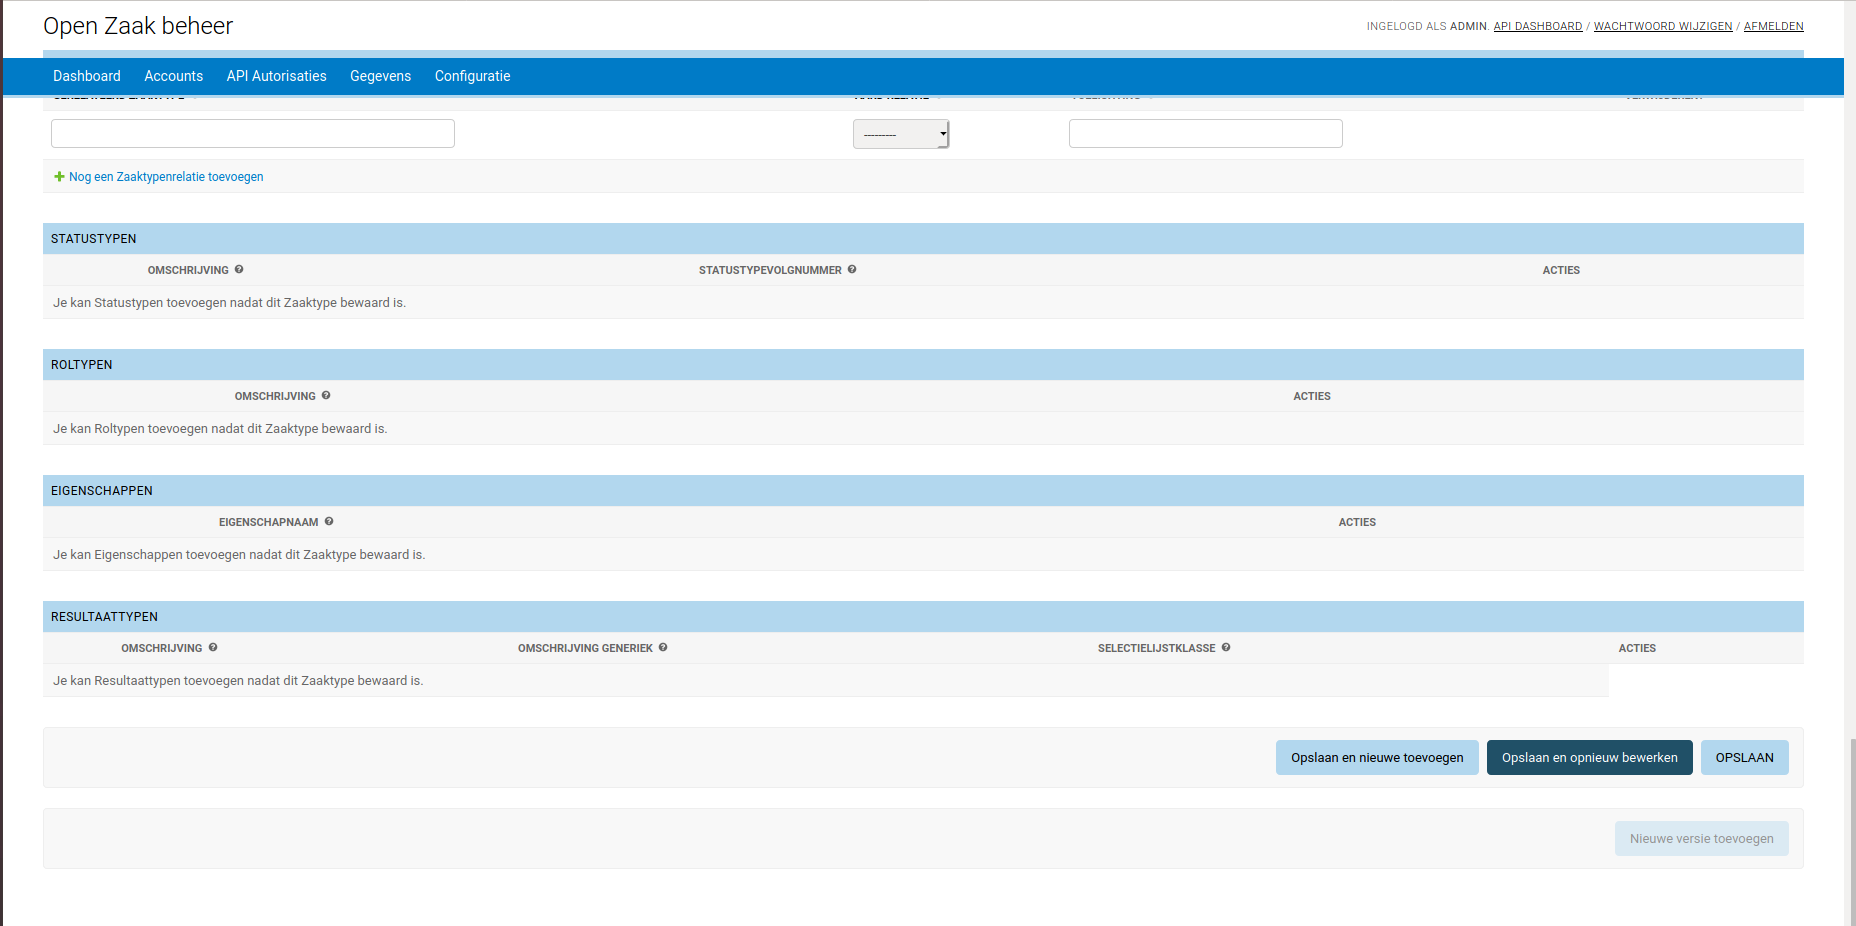 Open Zaak beheer
INGELOGD ALS ADMIN. API DASHBOARD / WACHTWOORD WIJZIGEN / AFMELDEN
Dashboard Accounts API Autorisaties Gegevens Configuratie
---------
Nog een Zaaktypenrelatie toevoegen
STATUSTYPEN
OMSCHRIJVING STATUSTYPEVOLGNUMMER ACTIES
Je kan Statustypen toevoegen nadat dit Zaaktype bewaard is.
ROLTYPEN
OMSCHRIJVING ACTIES
Je kan Roltypen toevoegen nadat dit Zaaktype bewaard is.
EIGENSCHAPPEN
EIGENSCHAPNAAM ACTIES
Je kan Eigenschappen toevoegen nadat dit Zaaktype bewaard is.
RESULTAATTYPEN
OMSCHRIJVING OMSCHRIJVING GENERIEK SELECTIELIJSTKLASSE ACTIES
Je kan Resultaattypen toevoegen nadat dit Zaaktype bewaard is.
Opslaan en nieuwe toevoegen Opslaan en opnieuw bewerken OPSLAAN
Nieuwe versie toevoegen